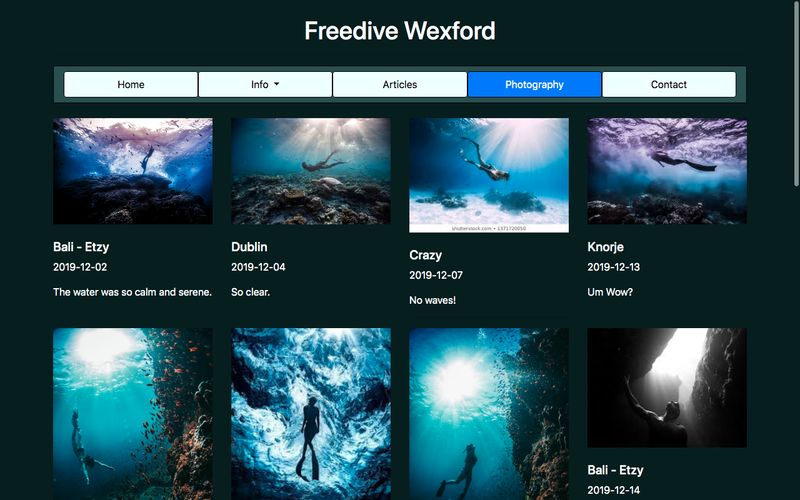 Freedive Wexford
Home
Info
Articles
Photography
Contact
shutterstock.com • 1371720050
Bali - Etzy
2019-12-02
The water was so calm and serene.
Dublin
2019-12-04
So clear.
Crazy
2019-12-07
No waves!
Knorje
2019-12-13
Um Wow?
Bali - Etzy
2019-12-14